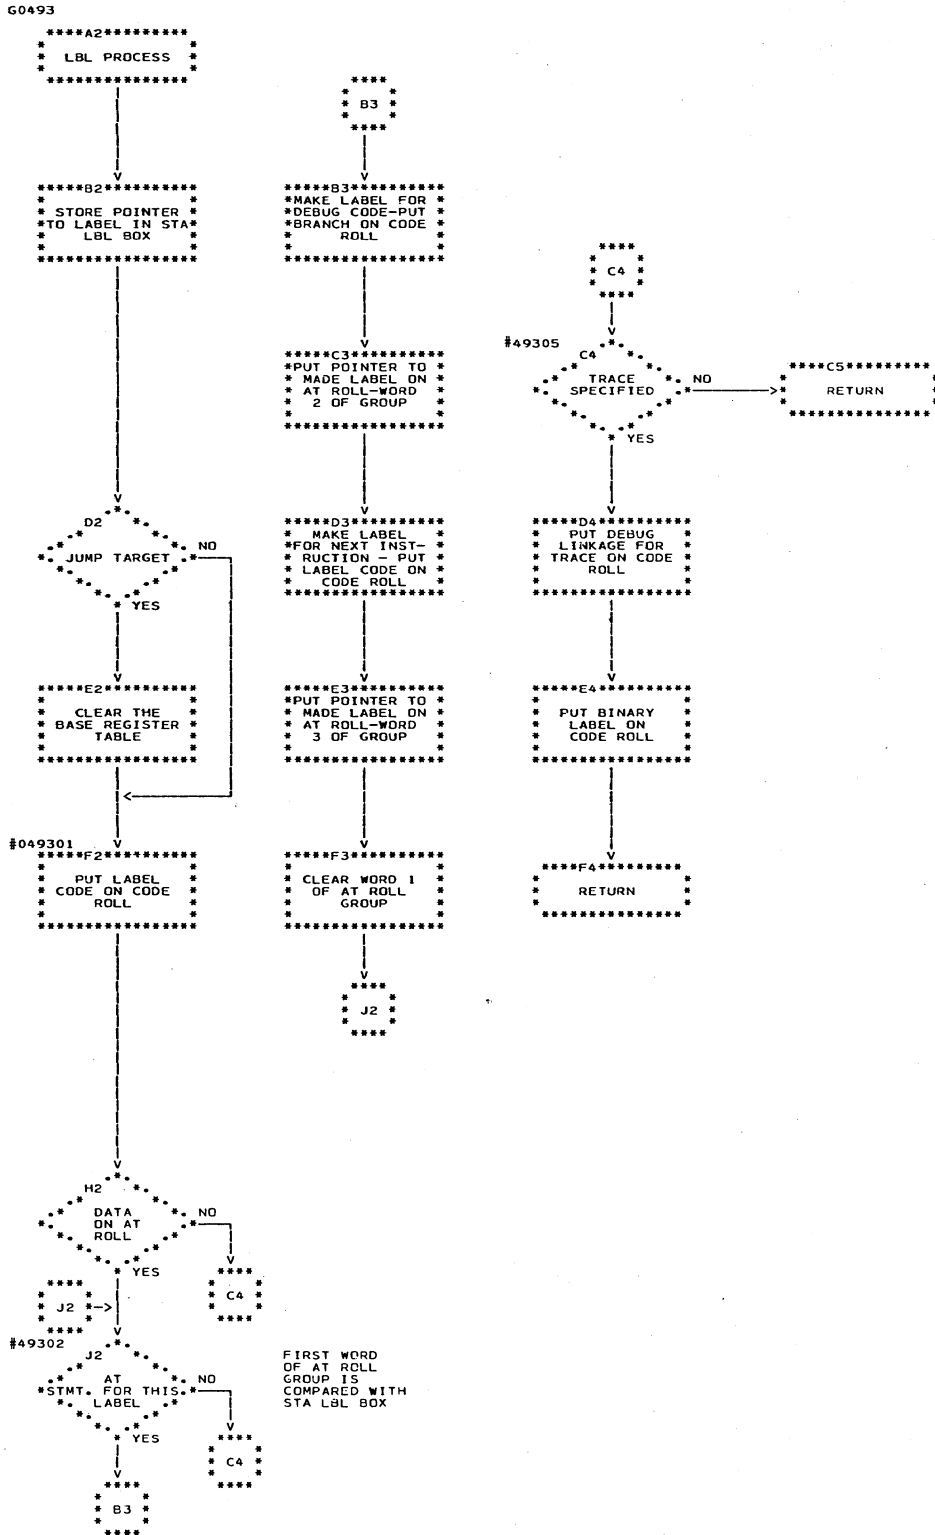 G0493
A2
LBL PROCESS
B2
STORE POINTER
TO LABEL IN STA
LBL BOX
D2
JUMP TARGET
NO
YES
E2
CLEAR THE
BASE REGISTER
TABLE
#049301
F2
PUT LABEL
CODE ON CODE
ROLL
H2
DATA
ON AT
ROLL
NO
YES
C4
J2
#49302
J2
AT
STMT. FOR THIS
LABEL
NO
YES
C4
B3
FIRST WORD
OF AT ROLL
GROUP IS
COMPARED WITH
STA LBL BOX
B3
B3
MAKE LABEL FOR
DEBUG CODE-PUT
BRANCH ON CODE
ROLL
C3
PUT POINTER TO
MADE LABEL ON
AT ROLL-WORD
2 OF GROUP
D3
MAKE LABEL
FOR NEXT INST-
RUCTION - PUT
LABEL CODE ON
CODE ROLL
E3
PUT POINTER TO
MADE LABEL ON
AT ROLL-WORD
3 OF GROUP
F3
CLEAR WORD 1
OF AT ROLL
GROUP
J2
C4
#49305
C4
TRACE
SPECIFIED
NO
YES
C5
RETURN
D4
PUT DEBUG
LINKAGE FOR
TRACE ON CODE
ROLL
E4
PUT BINARY
LABEL ON
CODE ROLL
F4
RETURN